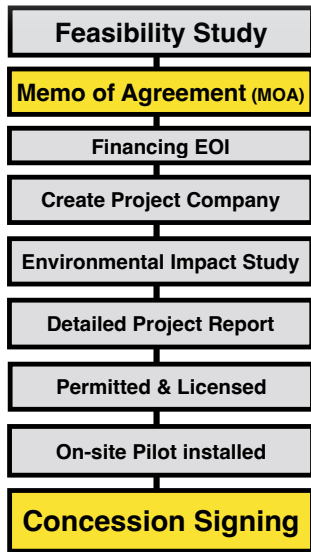 Feasibility Study
Memo of Agreement (MOA)
Financing EOI
Create Project Company
Environmental Impact Study
Detailed Project Report
Permitted & Licensed
On-site Pilot installed
Concession Signing